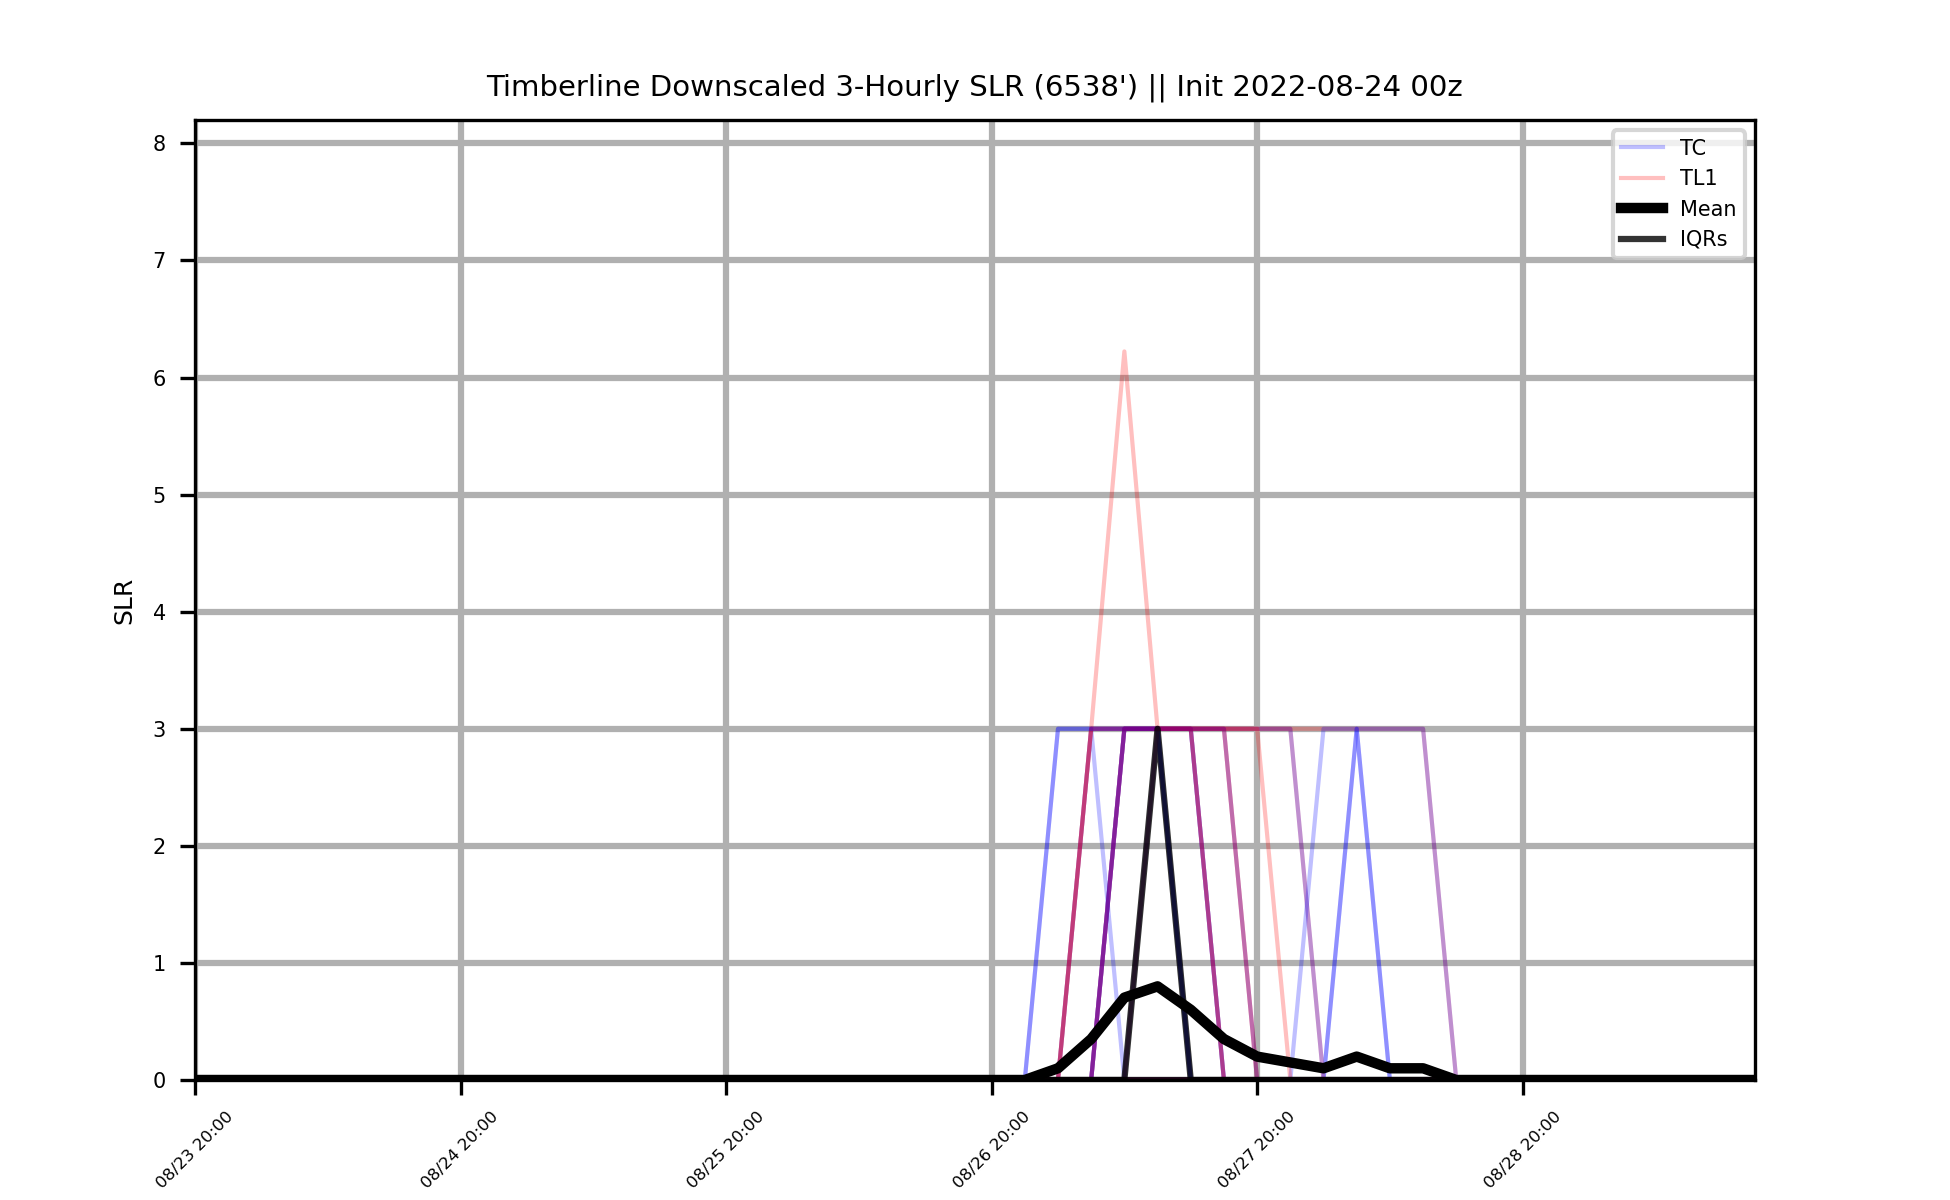 Timberline Downscaled 3-Hourly SLR (6538') || Init 2022-08-24 00z
TC
TL1
Mean
IQRs
SLR
8
7
6
5
4
3
2
1
0
08/23 20:00
08/24 20:00
08/25 20:00
08/26 20:00
08/27 20:00
08/28 20:00